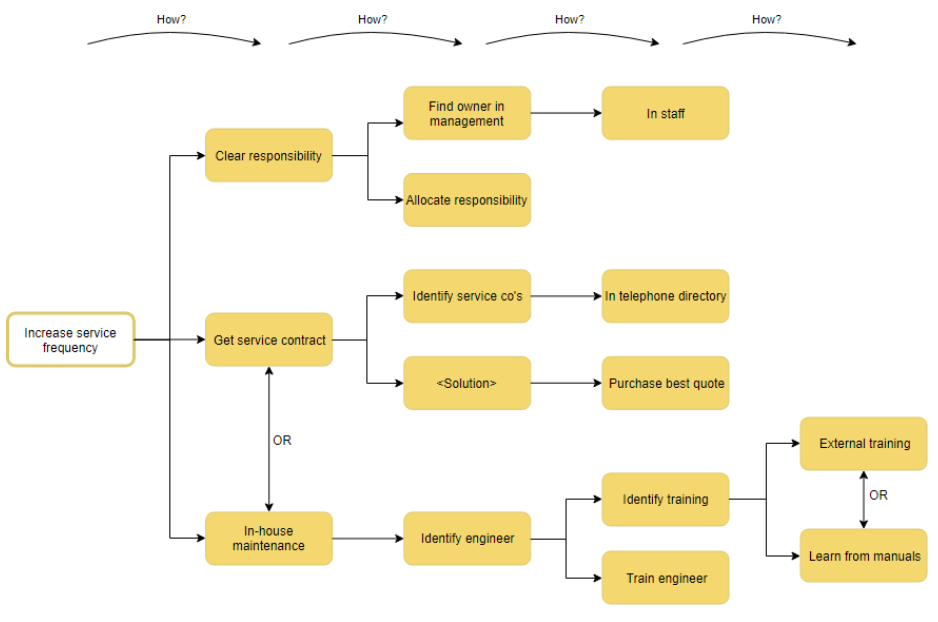 How?
How?
How?
How?
Find owner in
management
In staff
Clear responsibility
Allocate responsibility
Identify service co's
In telephone directory
Increase service
frequency
Get service contract
<Solution>
Purchase best quote
OR
External training
Identify training
OR
In-house
maintenance
Identify engineer
Learn from manuals
Train engineer